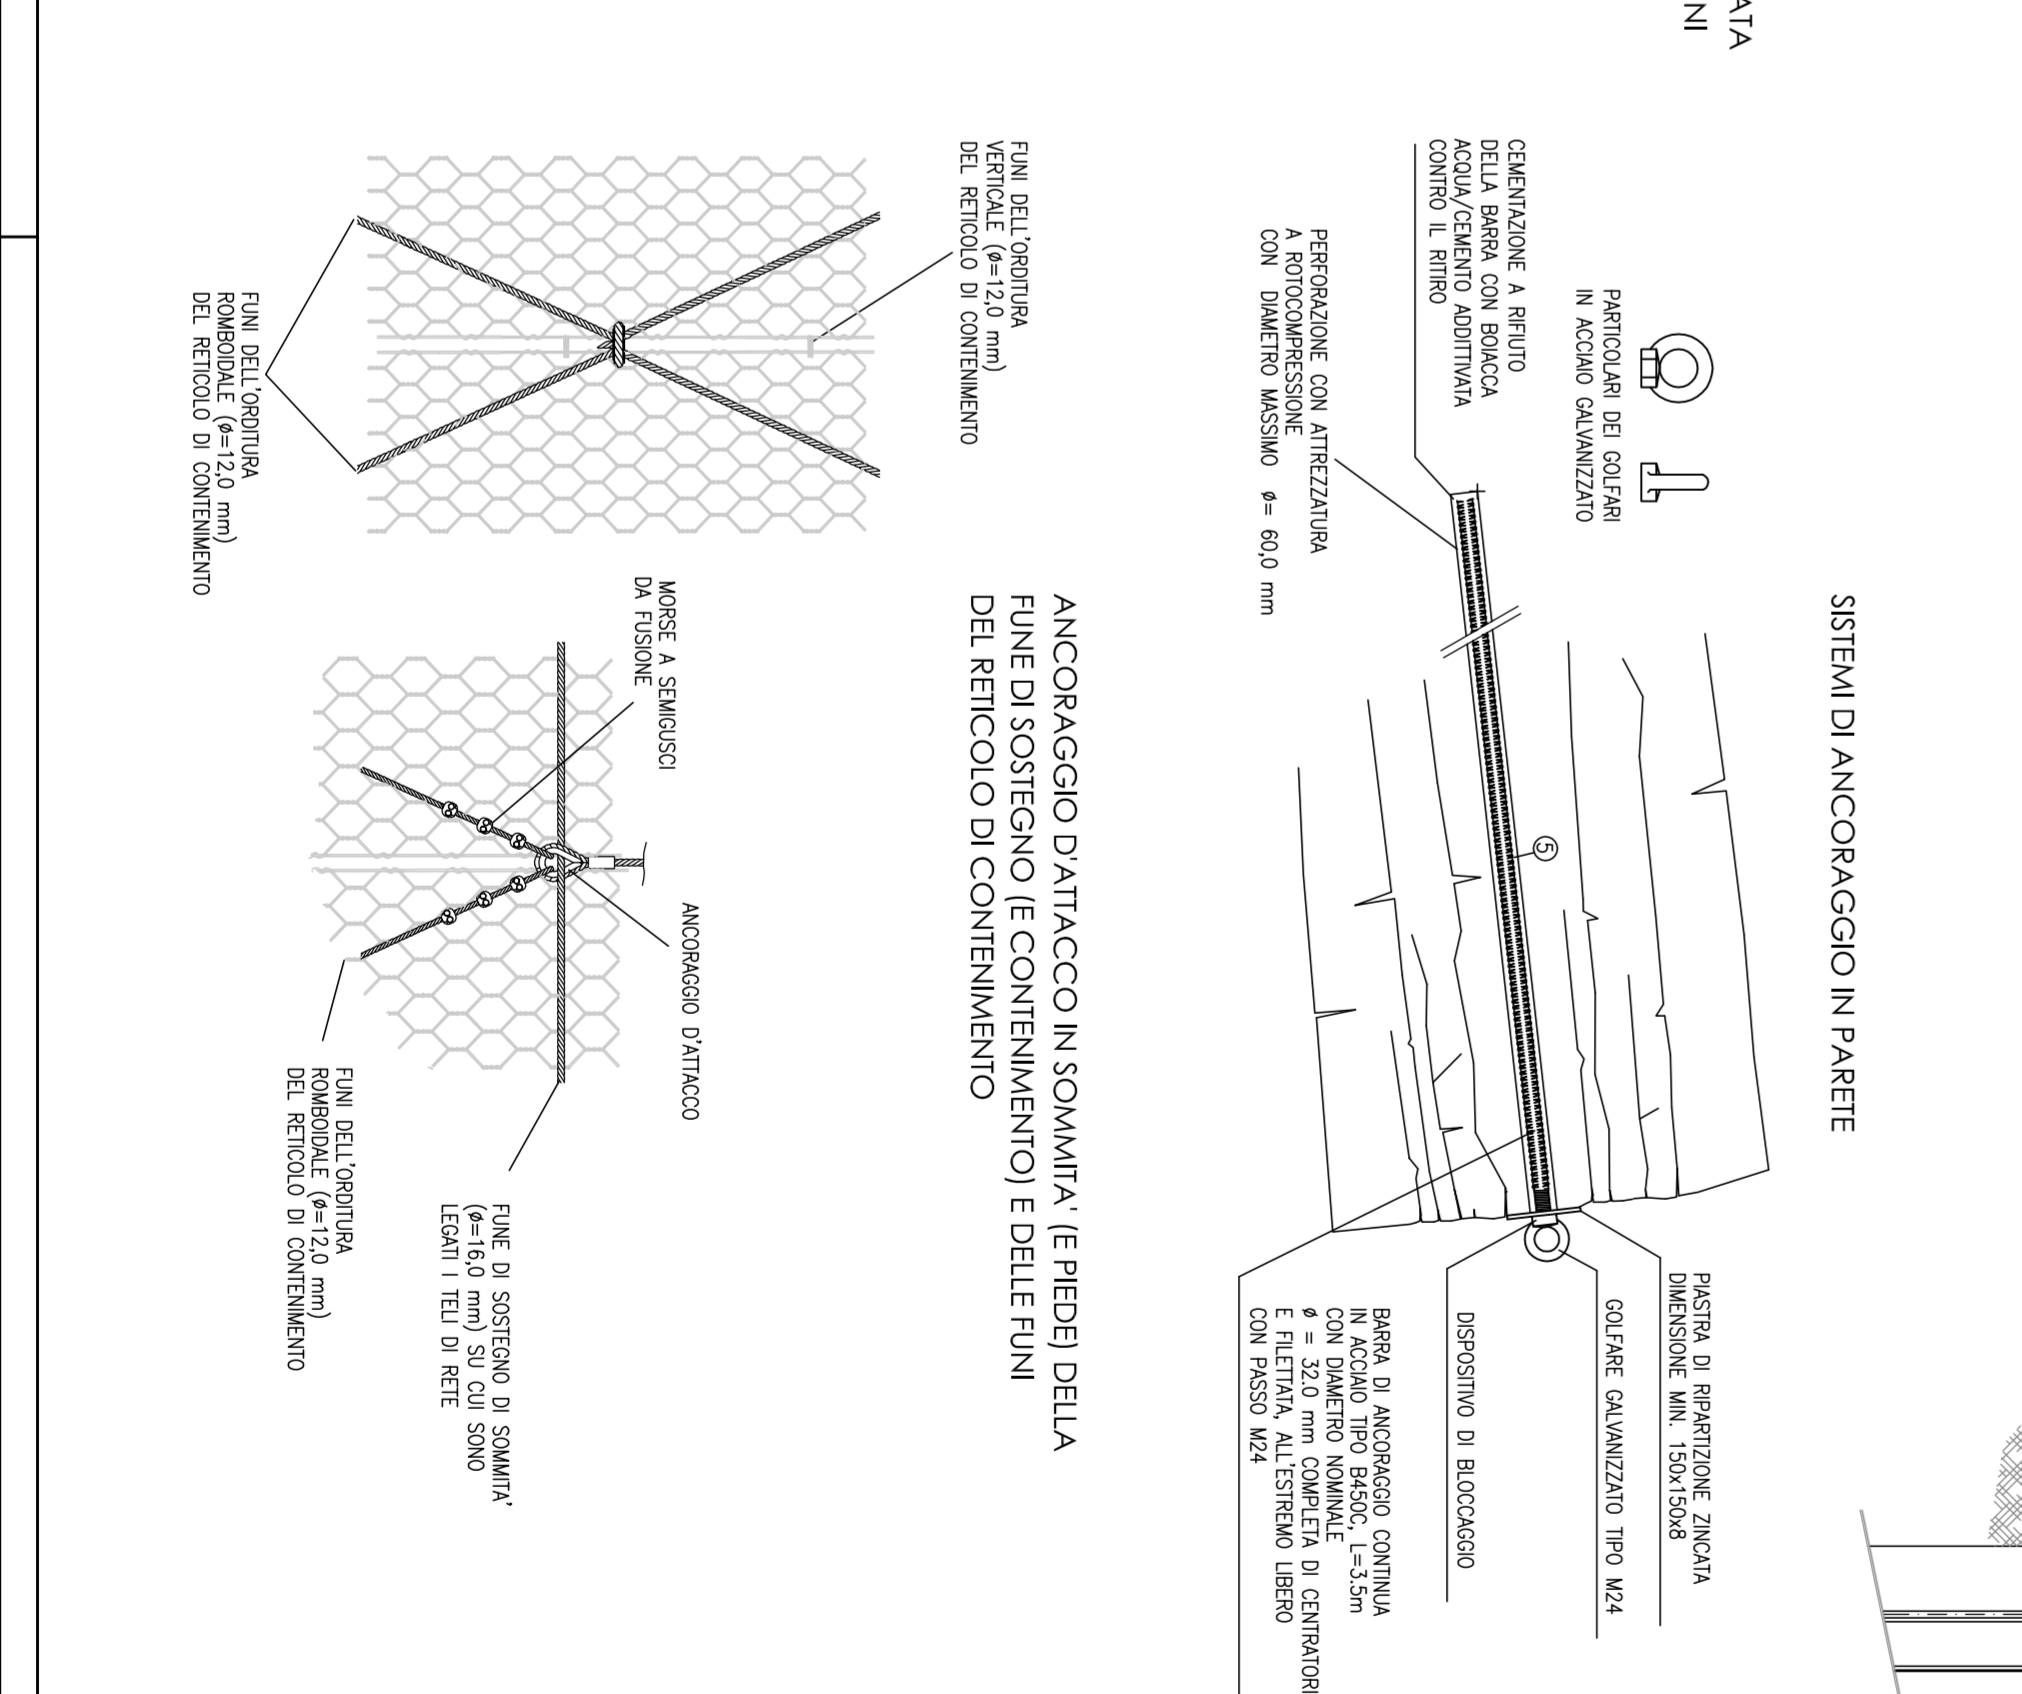 ATA
NI
SISTEMI DI ANCORAGGIO IN PARETE
PARTICOLARI DEI GOLFARI
IN ACCIAIO GALVANIZZATO
CEMENTAZIONE A RIFIUTO
DELLA BARRA CON BOIACCA
ACQUA/CEMENTO ADDITTIVATA
CONTRO IL RITIRO
PERFORAZIONE CON ATTREZZATURA
A ROTOCOMPRESSIONE
CON DIAMETRO MASSIMO ø= 60,0 mm
5
PIASTRA DI RIPARTIZIONE ZINCATA
DIMENSIONE MIN. 150x150x8
GOLFARE GALVANIZZATO TIPO M24
DISPOSITIVO DI BLOCCAGGIO
BARRA DI ANCORAGGIO CONTINUA
IN ACCIAIO TIPO B450C, L=3.5m
CON DIAMETRO NOMINALE
ø = 32.0 mm COMPLETA DI CENTRATORI
E FILETTATA, ALL'ESTREMO LIBERO
CON PASSO M24
ANCORAGGIO D'ATTACCO IN SOMMITA' (E PIEDE) DELLA
FUNE DI SOSTEGNO (E CONTENIMENTO) E DELLE FUNI
DEL RETICOLO DI CONTENIMENTO
FUNI DELL'ORDITURA
VERTICALE (ø=12,0 mm)
DEL RETICOLO DI CONTENIMENTO
FUNI DELL'ORDITURA
ROMBOIDALE (ø=12,0 mm)
DEL RETICOLO DI CONTENIMENTO
MORSE A SEMIGUSCI
DA FUSIONE
ANCORAGGIO D'ATTACCO
FUNE DI SOSTEGNO DI SOMMITA'
(ø=16,0 mm) SU CUI SONO
LEGATI I TELI DI RETE
FUNI DELL'ORDITURA
ROMBOIDALE (ø=12,0 mm)
DEL RETICOLO DI CONTENIMENTO